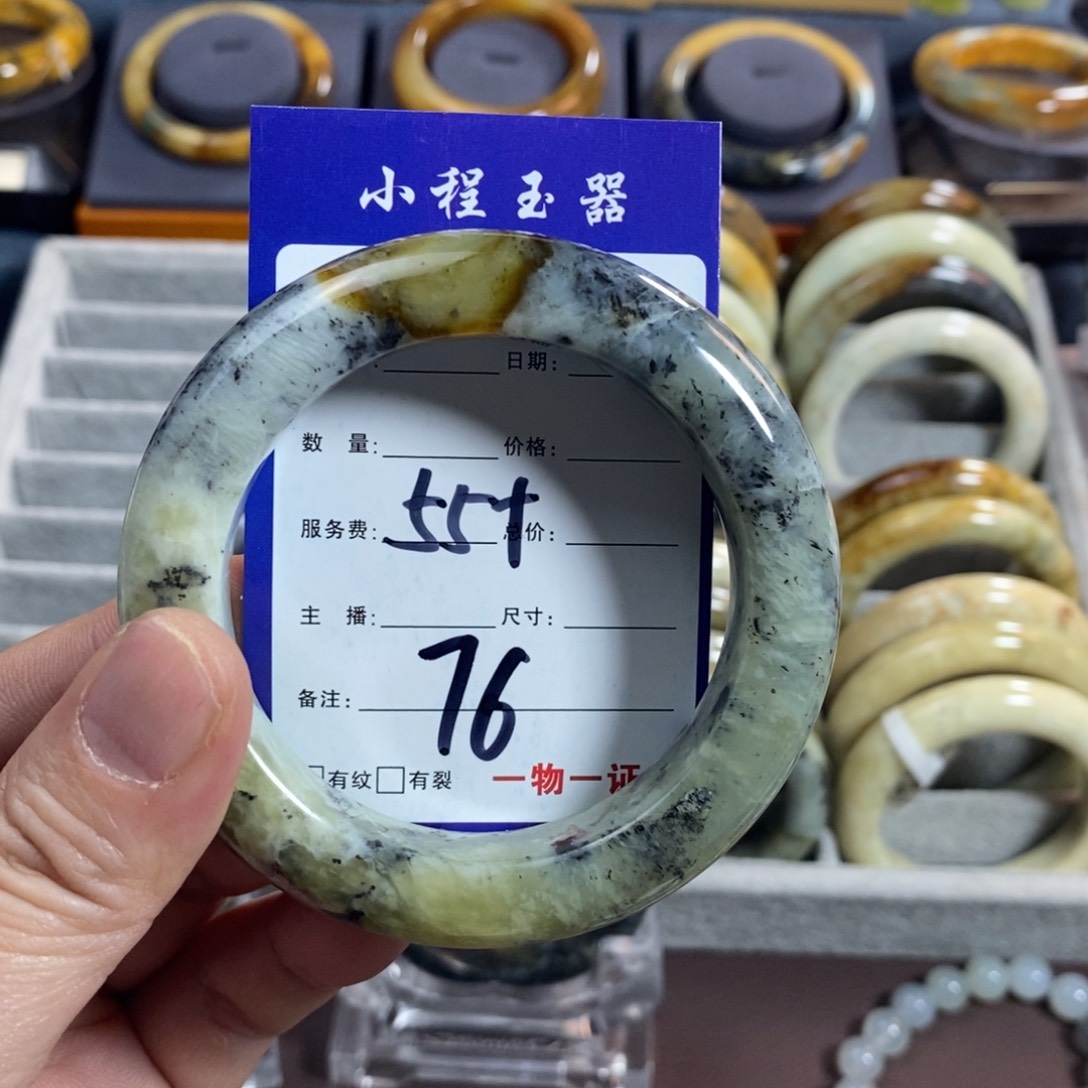 小程玉器
: 日期:
数 量: 价格:
服务费: 总价:
55+
主 播: 尺寸:
76
备注:
有纹 有裂 一物一证